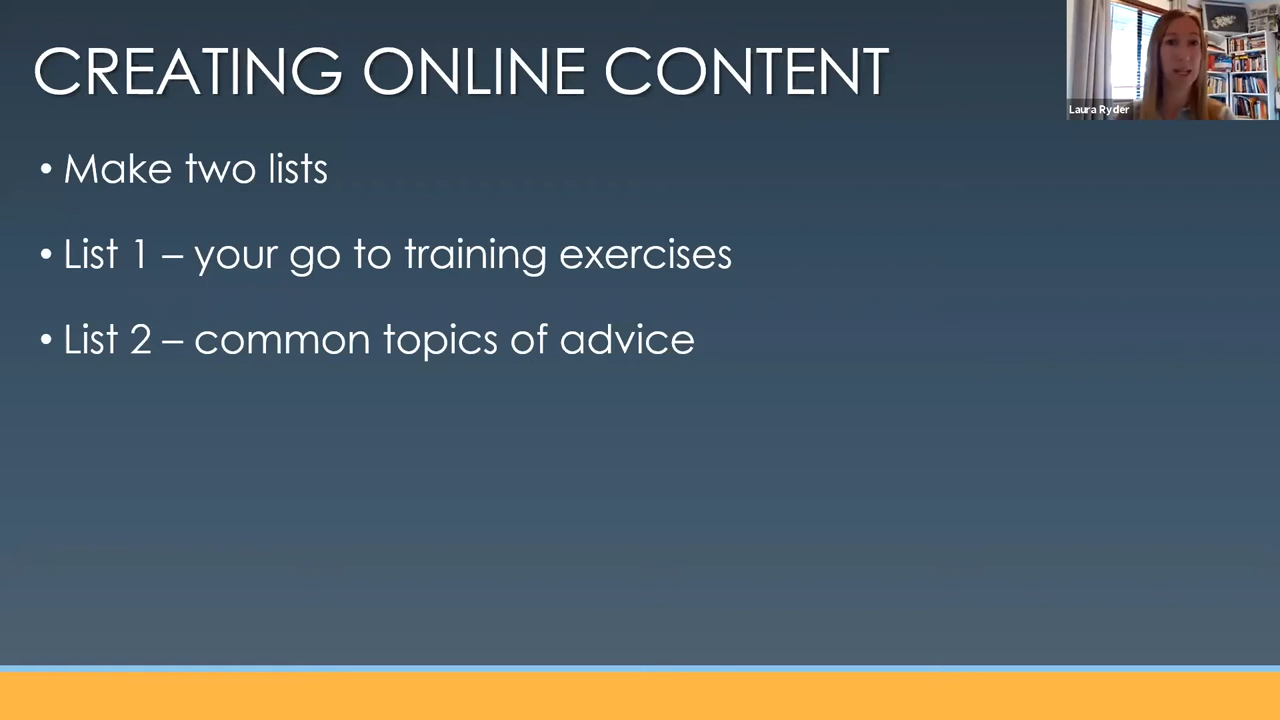 CREATING ONLINE CONTENT
Laura Ryder
• Make two lists
• List 1 – your go to training exercises
• List 2 – common topics of advice